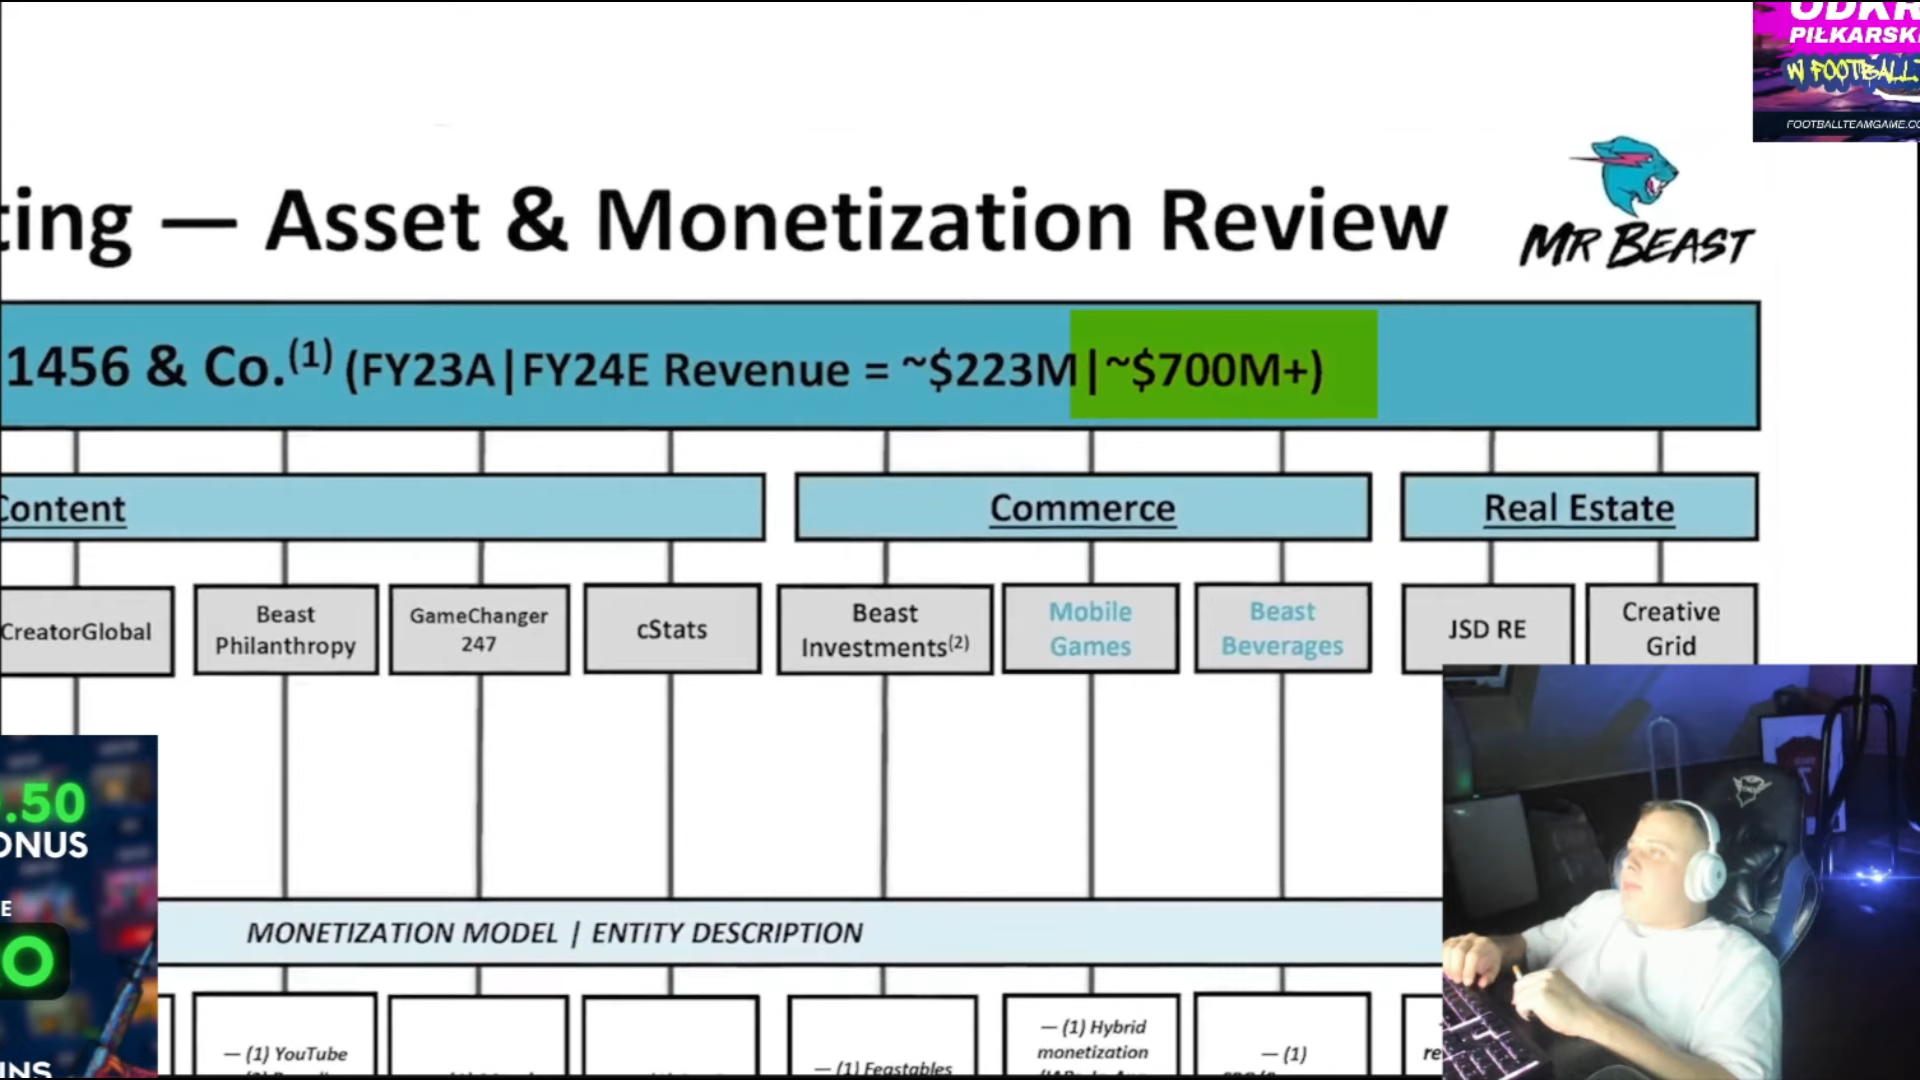 PIŁKARSK
W FOOTBALL
FOOTBALLTEAMGAME.CO
ting — Asset & Monetization Review
MR BEAST
1456 & Co.(1) (FY23A|FY24E Revenue = ~$223M|~$700M+)
Content
Commerce
Real Estate
CreatorGlobal
Beast
Philanthropy
GameChanger
247
cStats
Beast
Investments(2)
Mobile
Games
Beast
Beverages
JSD RE
Creative
Grid
.50
ONUS
E
O
MONETIZATION MODEL | ENTITY DESCRIPTION
— (1) YouTube
— (1) Feastables
— (1) Hybrid
monetization
— (1)
re